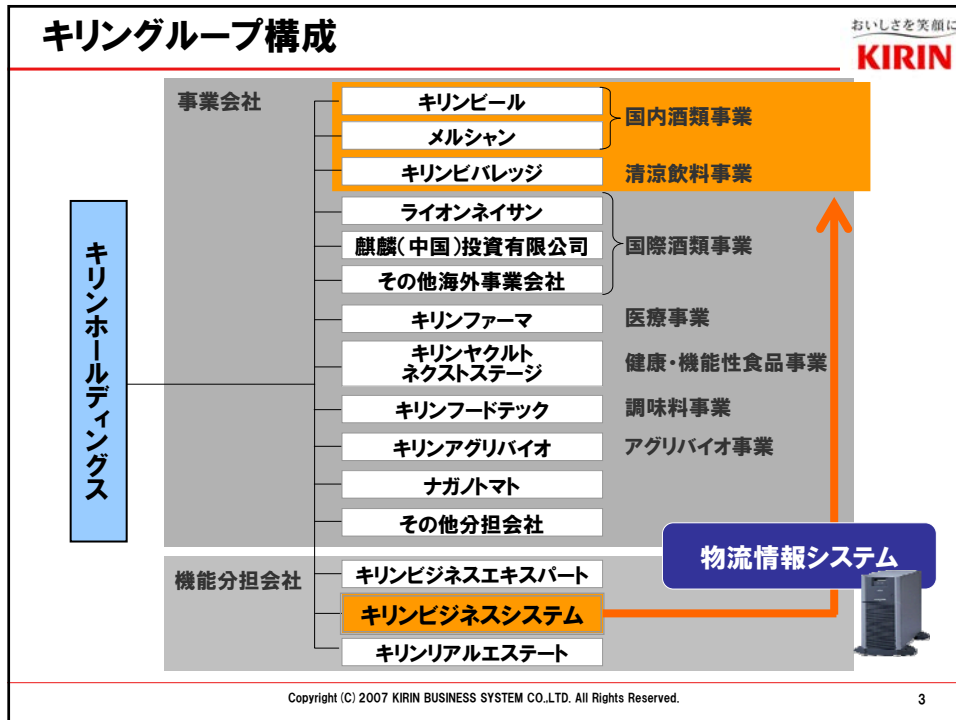 キリングループ構成
おいしさを笑顔に
KIRIN
事業会社
キリンビール
メルシャン
国内酒類事業
キリンビバレッジ
清涼飲料事業
ライオンネイサン
麒麟(中国)投資有限公司
その他海外事業会社
国際酒類事業
キリンファーマ
医療事業
キリンヤクルト
ネクストステージ
健康・機能性食品事業
キリンフードテック
調味料事業
キリンアグリバイオ
アグリバイオ事業
ナガノトマト
その他分担会社
キリンホールディングス
物流情報システム
機能分担会社
キリンビジネスエキスパート
キリンビジネスシステム
キリンリアルエステート
Copyright (C) 2007 KIRIN BUSINESS SYSTEM CO.,LTD. All Rights Reserved.
3